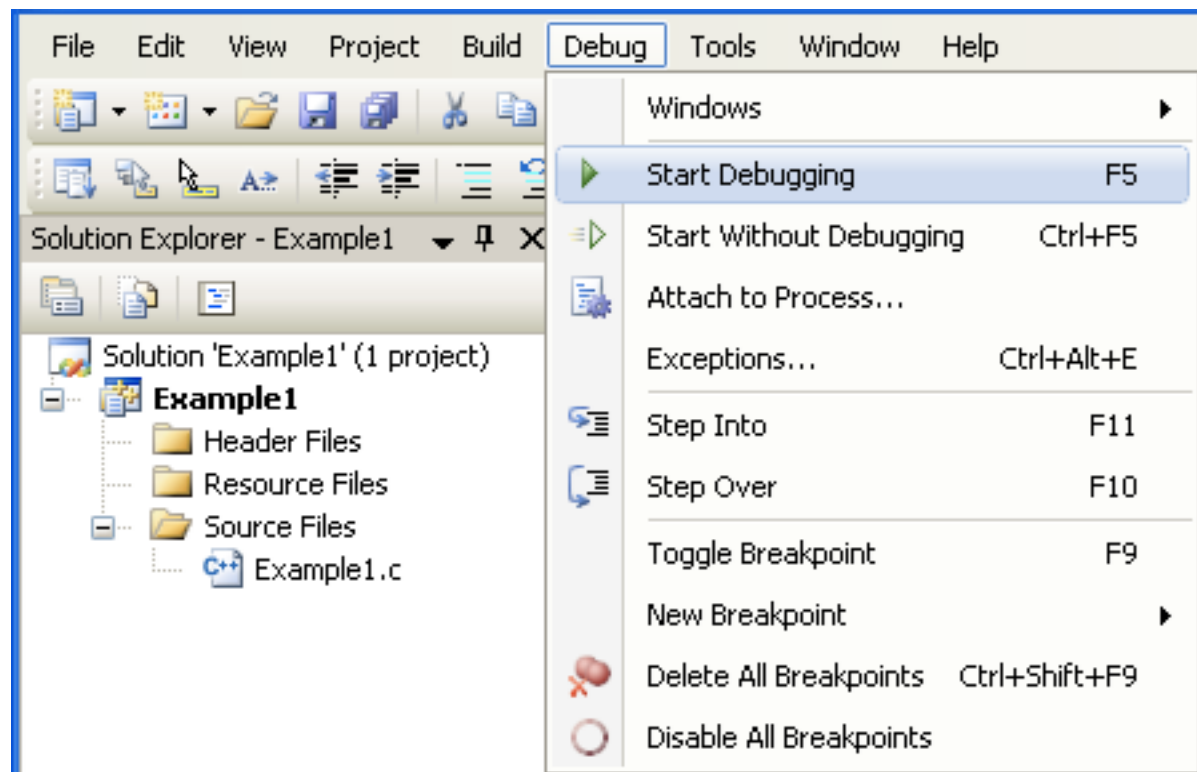 File Edit View Project Build Debug Tools Window Help
Windows
Start Debugging F5
Solution Explorer - Example1
Start Without Debugging Ctrl+F5
Attach to Process...
Solution 'Example1' (1 project)
Exceptions... Ctrl+Alt+E
Example1
Step Into F11
Header Files
Resource Files
Step Over F10
Source Files
Toggle Breakpoint F9
Example1.c
New Breakpoint
Delete All Breakpoints Ctrl+Shift+F9
Disable All Breakpoints